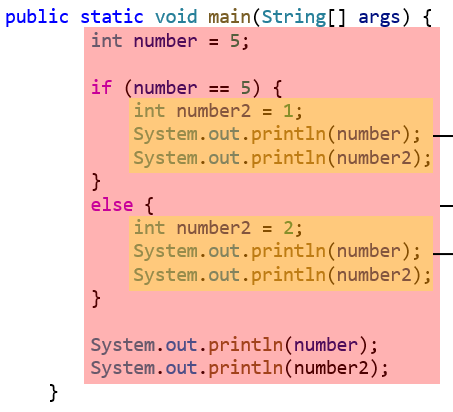 public static void main(String[] args) {
int number = 5;
if (number == 5) {
int number2 = 1;
System.out.println(number);
System.out.println(number2);
}
else {
int number2 = 2;
System.out.println(number);
System.out.println(number2);
}
System.out.println(number);
System.out.println(number2);
}